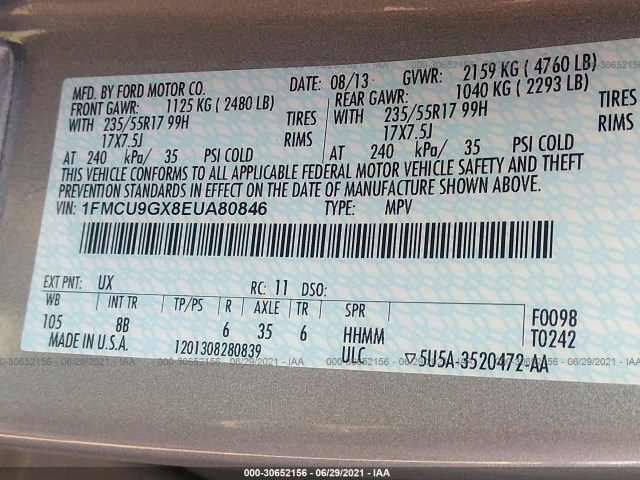 MFD. BY FORD MOTOR CO. DATE: 08/13 GVWR: 2159 KG ( 4760 LB)
FRONT GAWR: 1125 KG ( 2480 LB) REAR GAWR: 1040 KG ( 2293 LB)
WITH 235/55R17 99H TIRES WITH 235/55R17 99H TIRES
17X7.5J RIMS 17X7.5J RIMS
AT 240 kPa/ 35 PSI COLD AT 240 kPa/ 35 PSI COLD
THIS VEHICLE CONFORMS TO ALL APPLICABLE FEDERAL MOTOR VEHICLE SAFETY AND THEFT
PREVENTION STANDARDS IN EFFECT ON THE DATE OF MANUFACTURE SHOWN ABOVE.
VIN: 1FMCU9GX8EUA80846 TYPE: MPV
EXT PNT: UX RC: 11 DSO:
WB INT TR TP/PS R AXLE TR SPR F0098
105 8B 6 35 6 HHMM T0242
MADE IN U.S.A. 1201308280839 ULC ▽5U5A-3520472-AA
000-30652156 - 06/29/2021 - IAA